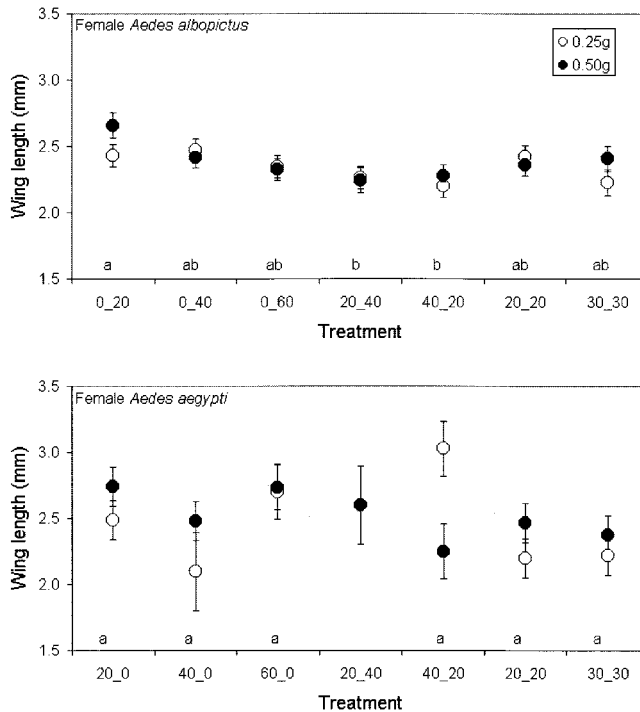 3.5
Female Aedes albopictus
0.25g
0.50g
3.0
2.5
2.0
1.5
Wing length (mm)
a ab ab b b ab ab
0_20 0_40 0_60 20_40 40_20 20_20 30_30
Treatment
3.5
Female Aedes aegypti
3.0
2.5
2.0
1.5
Wing length (mm)
a a a a a a
20_0 40_0 60_0 20_40 40_20 20_20 30_30
Treatment